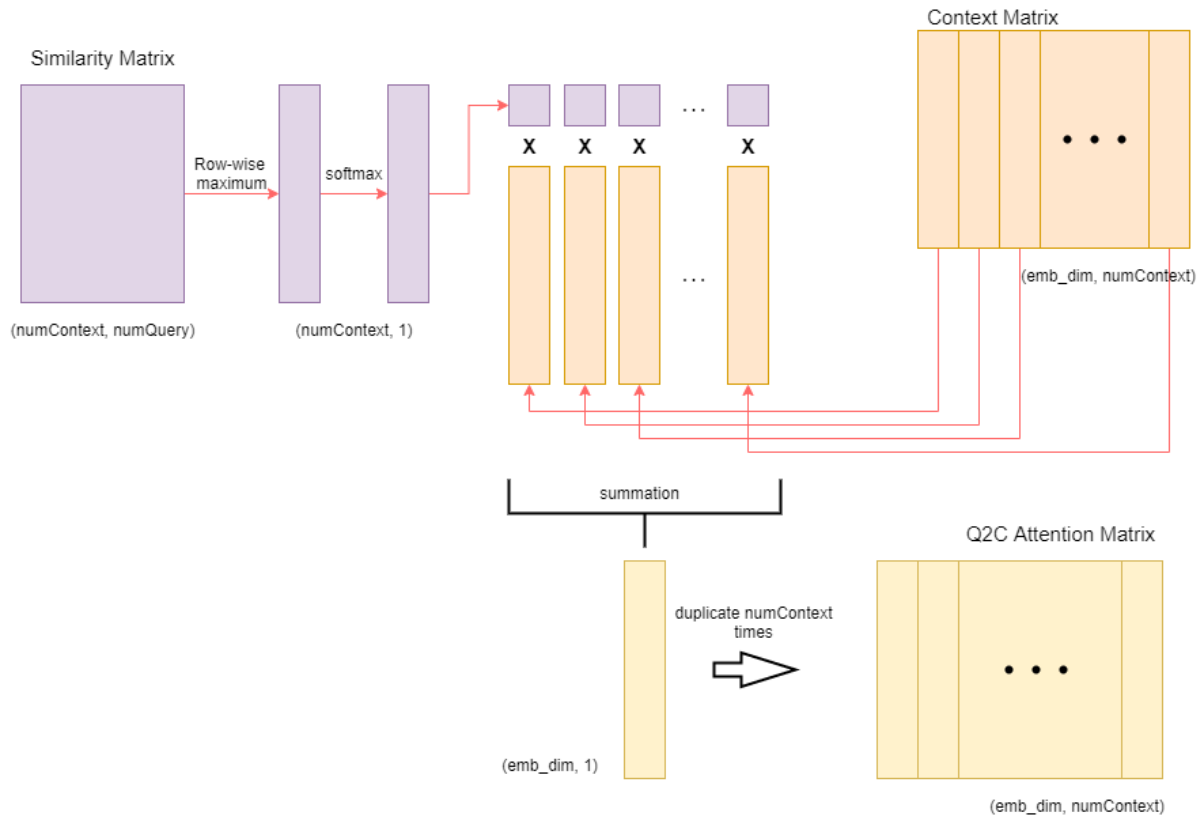 Context Matrix
Similarity Matrix
...
X X X X
Row-wise
maximum
softmax
...
(emb_dim, numContext)
(numContext, numQuery)
(numContext, 1)
summation
Q2C Attention Matrix
duplicate numContext
times
(emb_dim, 1)
(emb_dim, numContext)